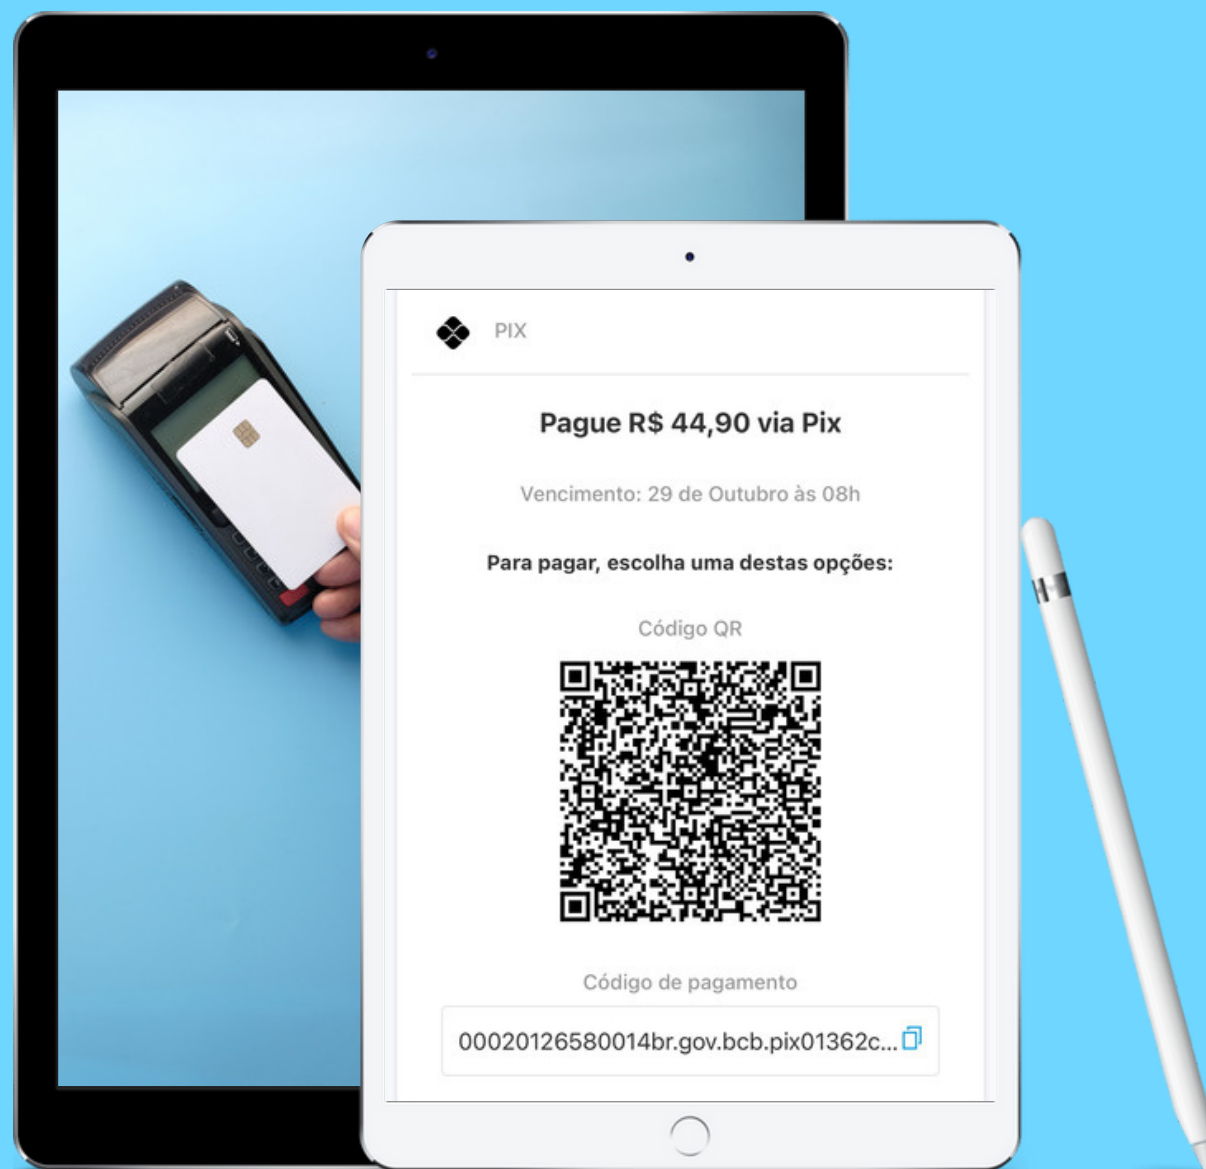 PIX
Pague R$ 44,90 via Pix
Vencimento: 29 de Outubro às 08h
Para pagar, escolha uma destas opções:
Código QR
Código de pagamento
00020126580014br.gov.bcb.pix01362c...